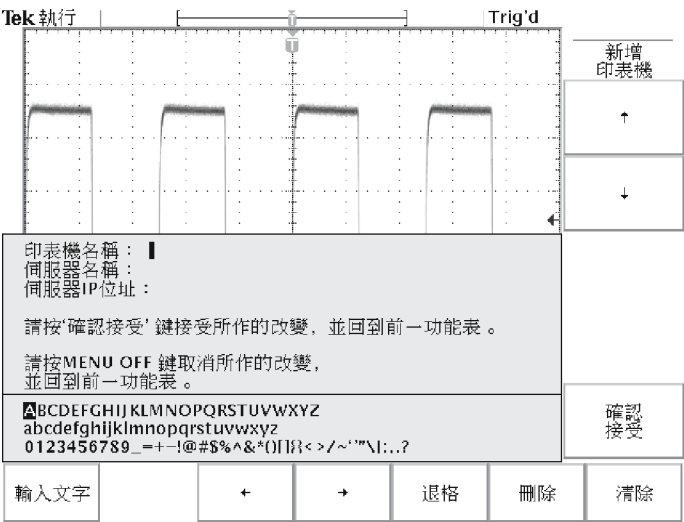 Tek 執行
Trig'd
T
T
新增
印表機
↑
↓
印表機名稱：
伺服器名稱：
伺服器IP位址：
請按‘確認接受’ 鍵接受所作的改變, 並回到前一功能表。
請按MENU OFF 鍵取消所作的改變,
並回到前一功能表。
ABCDEFGHIJKLMNOPQRSTUVWXYZ
abcdefghijklmnopqrstuvwxyz
0123456789_=+-!@#$%^&*()[]{}<>/~'"\|:,.?
確認
接受
輸入文字
←
→
退格
刪除
清除